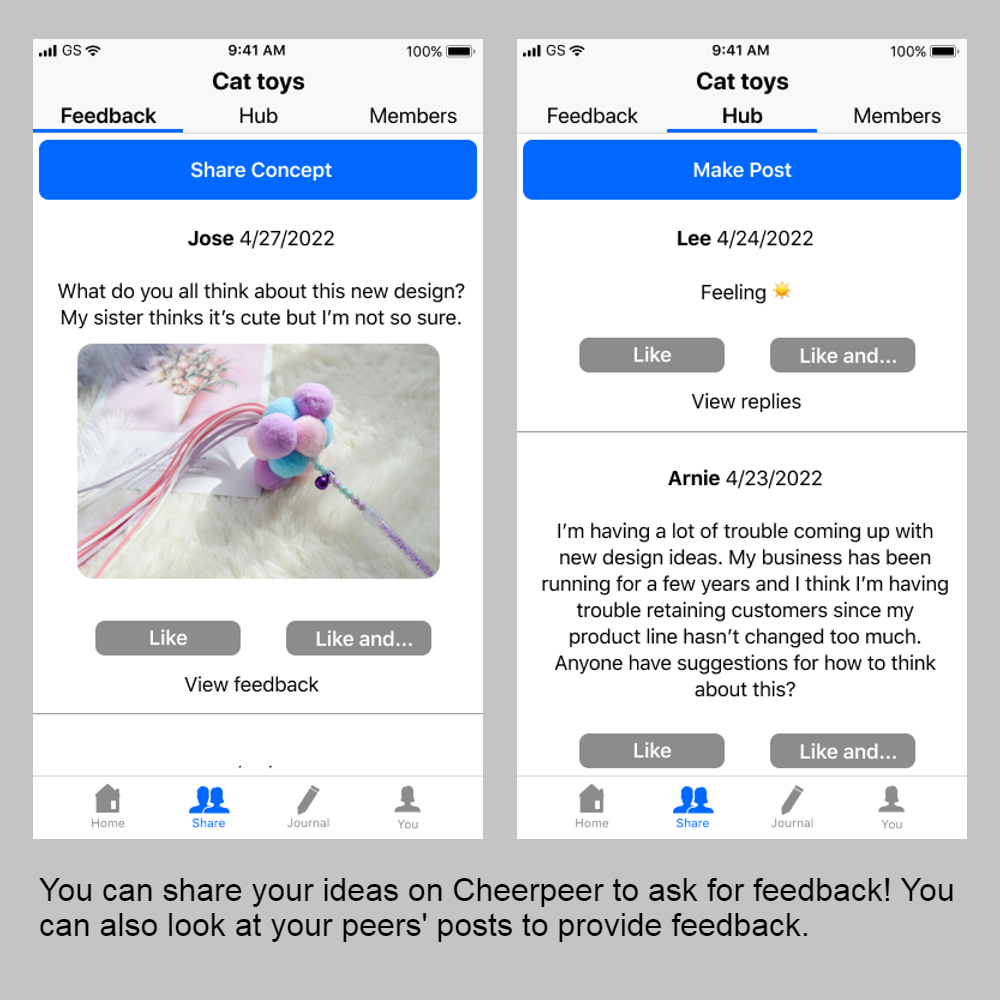 GS 9:41 AM 100%
Cat toys
Feedback Hub Members
Share Concept
Jose 4/27/2022
What do you all think about this new design?
My sister thinks it's cute but I'm not so sure.
Like Like and...
View feedback
Home Share Journal You
GS 9:41 AM 100%
Cat toys
Feedback Hub Members
Make Post
Lee 4/24/2022
Feeling ☀️
Like Like and...
View replies
Arnie 4/23/2022
I'm having a lot of trouble coming up with
new design ideas. My business has been
running for a few years and I think I'm having
trouble retaining customers since my
product line hasn't changed too much.
Anyone have suggestions for how to think
about this?
Like Like and...
Home Share Journal You
You can share your ideas on Cheerpeer to ask for feedback! You
can also look at your peers' posts to provide feedback.